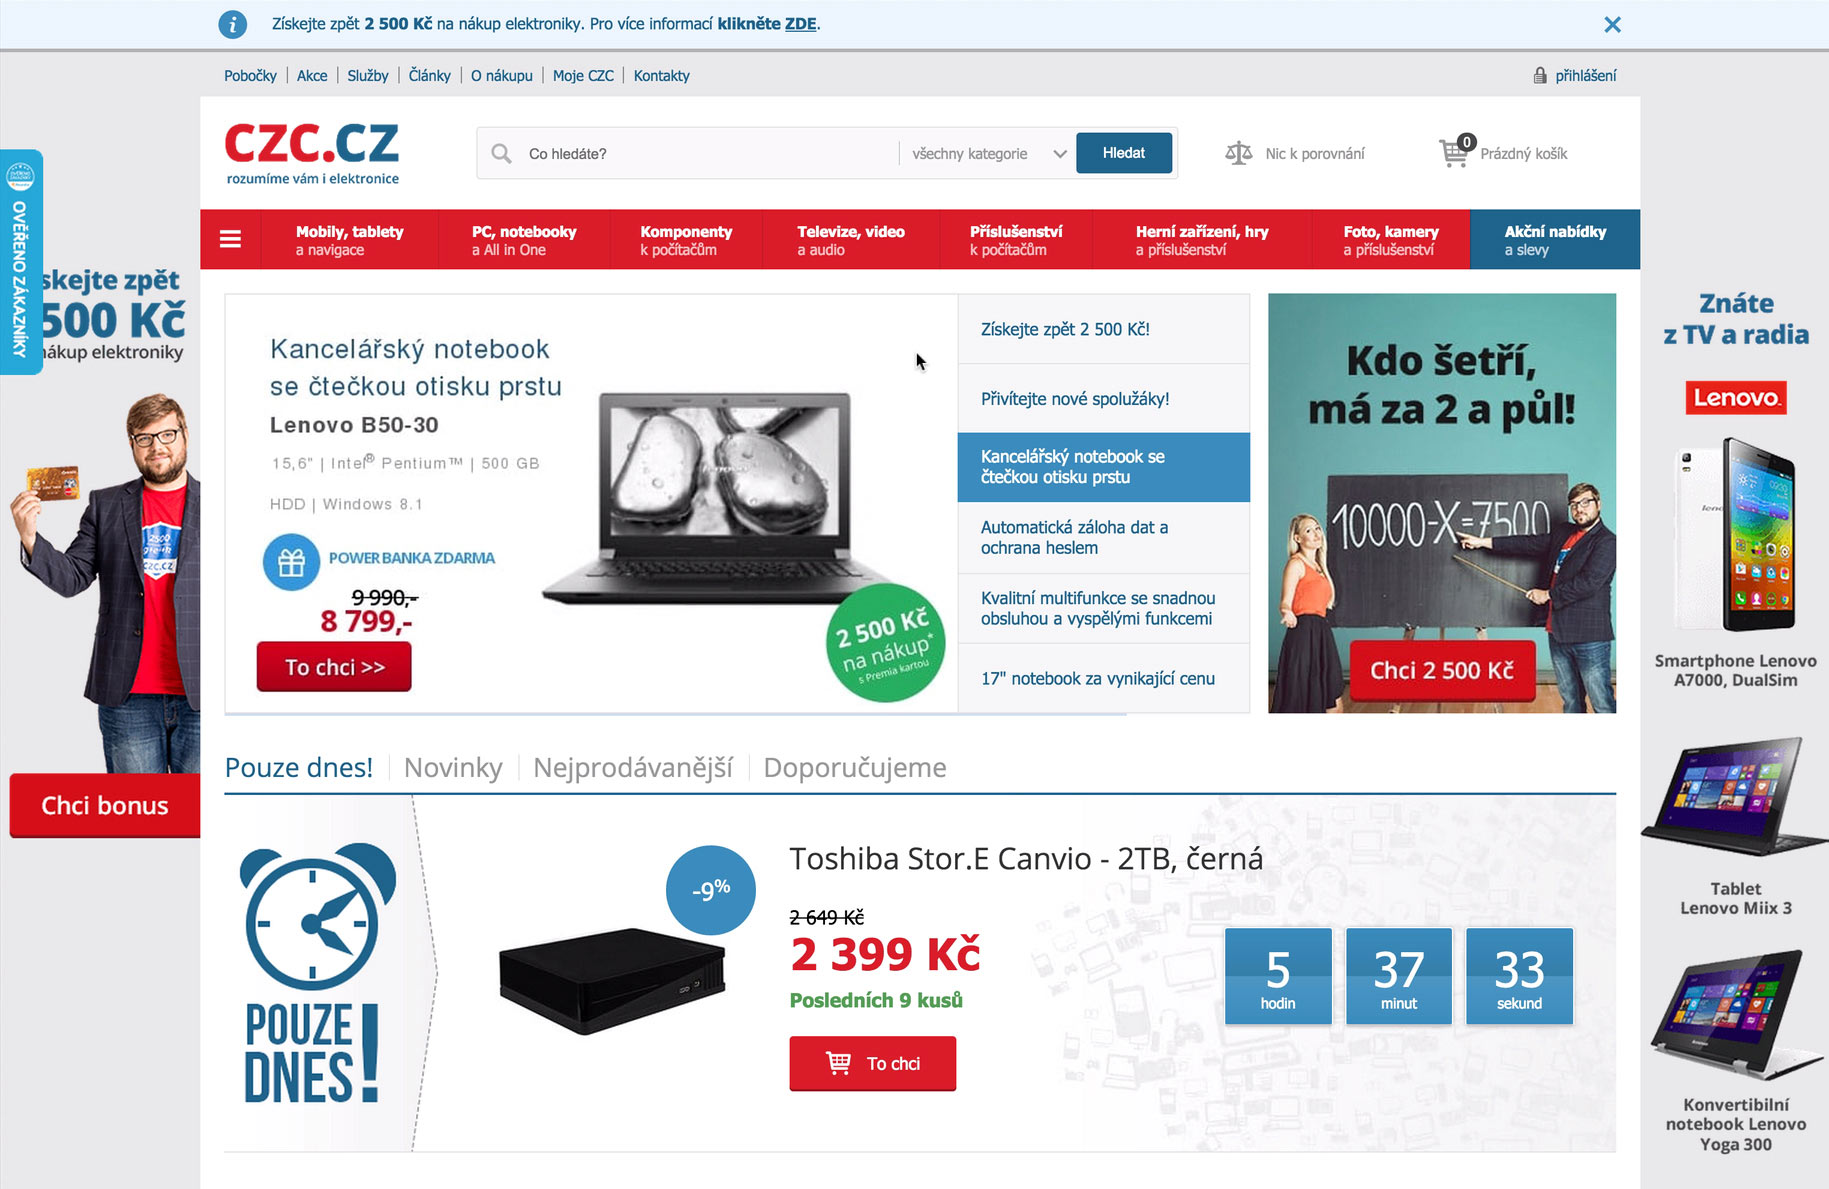 Získejte zpět 2 500 Kč na nákup elektroniky. Pro více informací klikněte ZDE.
Pobočky
Akce
Služby
Články
O nákupu
Moje CZC
Kontakty
přihlášení
CZC.CZ
rozumíme vám i elektronice
Co hledáte?
všechny kategorie
Hledat
Nic k porovnání
0
Prázdný košík
Mobily, tablety
a navigace
PC, notebooky
a All in One
Komponenty
k počítačům
Televize, video
a audio
Příslušenství
k počítačům
Herní zařízení, hry
a příslušenství
Foto, kamery
a příslušenství
Akční nabídky
a slevy
OVĚŘENO ZÁKAZNÍKY
skejte zpět
500 Kč
nákup elektroniky
2500
CZC.cz
Chci bonus
Kancelářský notebook
se čtečkou otisku prstu
Lenovo B50-30
15,6" | Intel® Pentium™ | 500 GB
HDD | Windows 8.1
POWER BANKA ZDARMA
9 990,-
8 799,-
To chci >>
2 500 Kč
na nákup*
s Premia kartou
Získejte zpět 2 500 Kč!
Přivítejte nové spolužáky!
Kancelářský notebook se
čtečkou otisku prstu
Automatická záloha dat a
ochrana heslem
Kvalitní multifunkce se snadnou
obsluhou a vyspělými funkcemi
17" notebook za vynikající cenu
Kdo šetří,
má za 2 a půl!
10000-X=7500
Chci 2 500 Kč
Znáte
z TV a radia
Lenovo
Smartphone Lenovo
A7000, DualSim
Tablet
Lenovo Miix 3
Konvertibilní
notebook Lenovo
Yoga 300
Pouze dnes!
Novinky
Nejprodávanější
Doporučujeme
POUZE
DNES!
-9%
Toshiba Stor.E Canvio - 2TB, černá
2 649 Kč
2 399 Kč
Posledních 9 kusů
To chci
5
hodin
37
minut
33
sekund